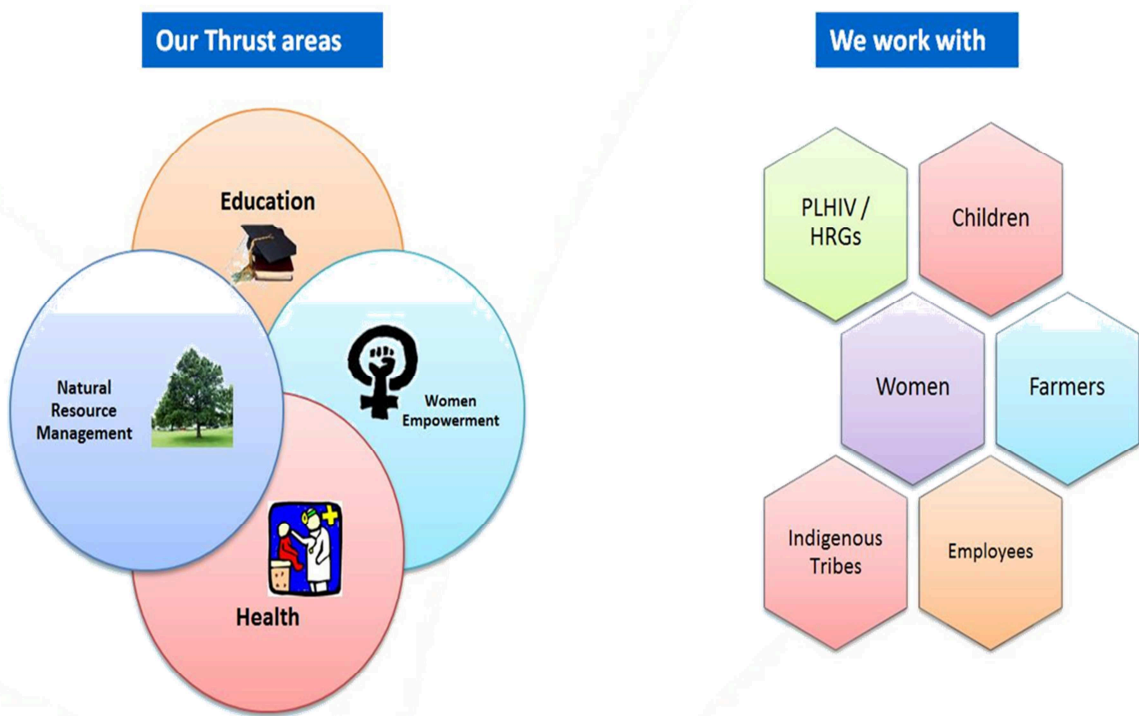 Our Thrust areas
Education
Natural
Resource
Management
Women
Empowerment
Health
We work with
PLHIV /
HRGs
Children
Women
Farmers
Indigenous
Tribes
Employees